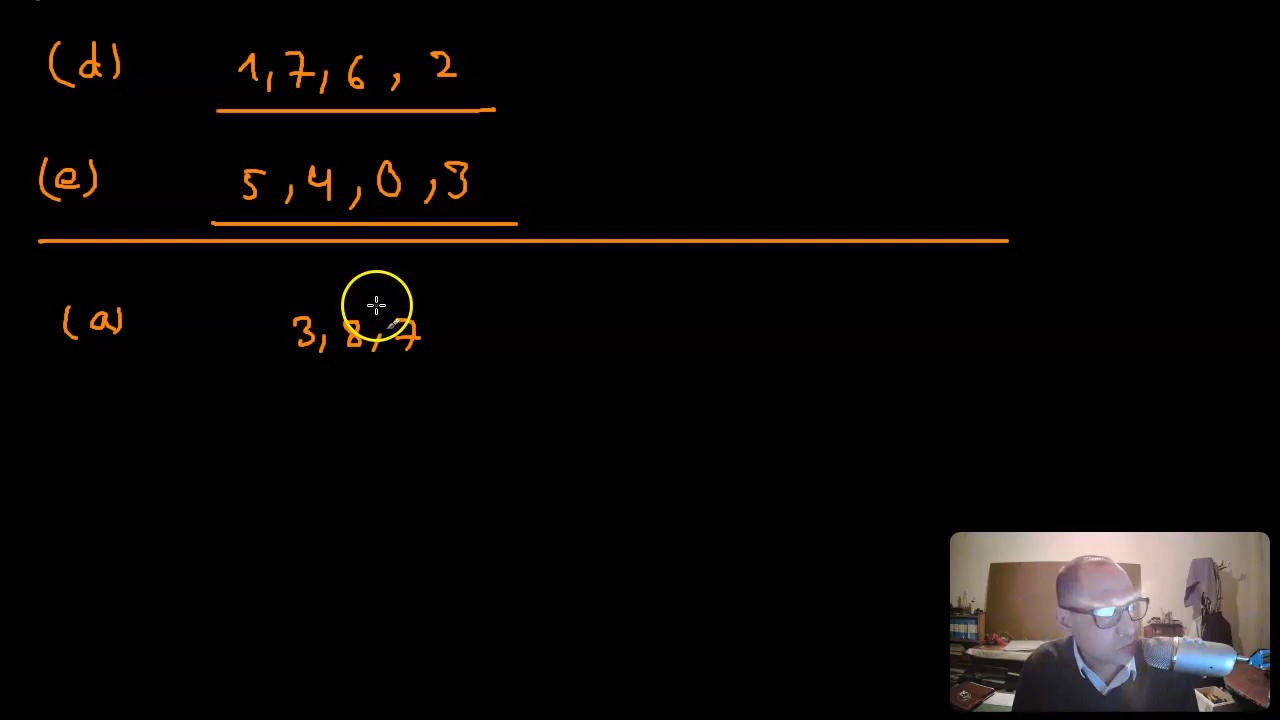 (d) 1, 7, 6, 2
(e) 5, 4, 0, 3
(a) 3, 8, 7